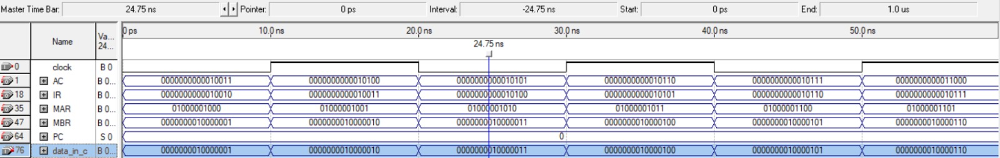 Master Time Bar: 24.75 ns Pointer: 0 ps Interval: -24.75 ns Start: 0 ps End: 1.0 us
Name Va... 24... 0 ps 10.0 ns 20.0 ns 30.0 ns 40.0 ns 50.0 ns
24.75 ns
0 clock B 0
1 AC B 0... 0000000000010011 0000000000010100 0000000000010101 0000000000010110 0000000000010111 0000000000011000
18 IR B 0... 0000000000010010 0000000000010011 0000000000010100 0000000000010101 0000000000010110 0000000000010111
35 MAR B 0... 01000001000 01000001001 01000001010 01000001011 01000001100 01000001101
47 MBR B 0... 0000000010000001 0000000010000010 0000000010000011 0000000010000100 0000000010000101 0000000010000110
64 PC S 0 0
76 data_in_c B 0... 0000000010000001 0000000010000010 0000000010000011 0000000010000100 0000000010000101 0000000010000110